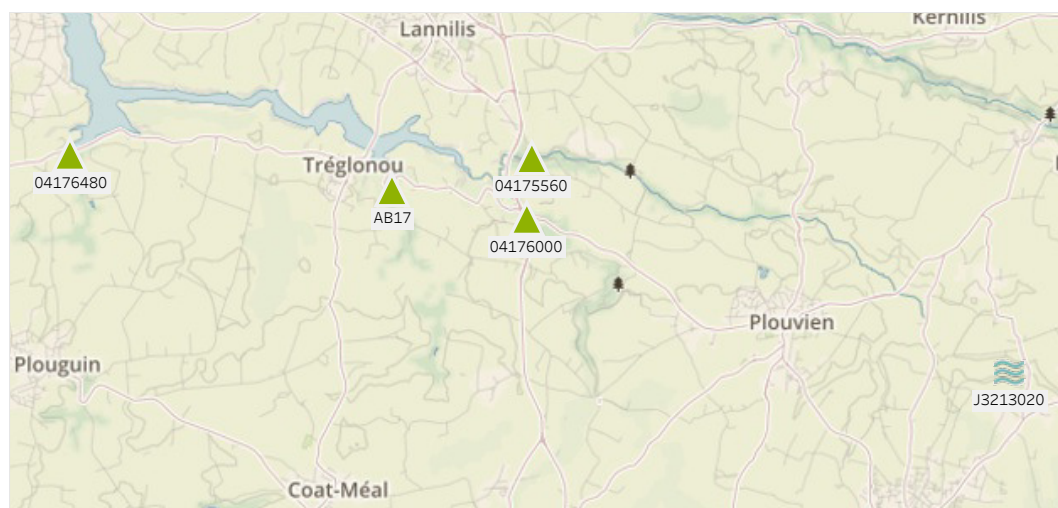 Kernilis
Lannilis
Tréglonou
04176480
04175560
AB17
04176000
Plouvien
Plouguin
J3213020
Coat-Méal